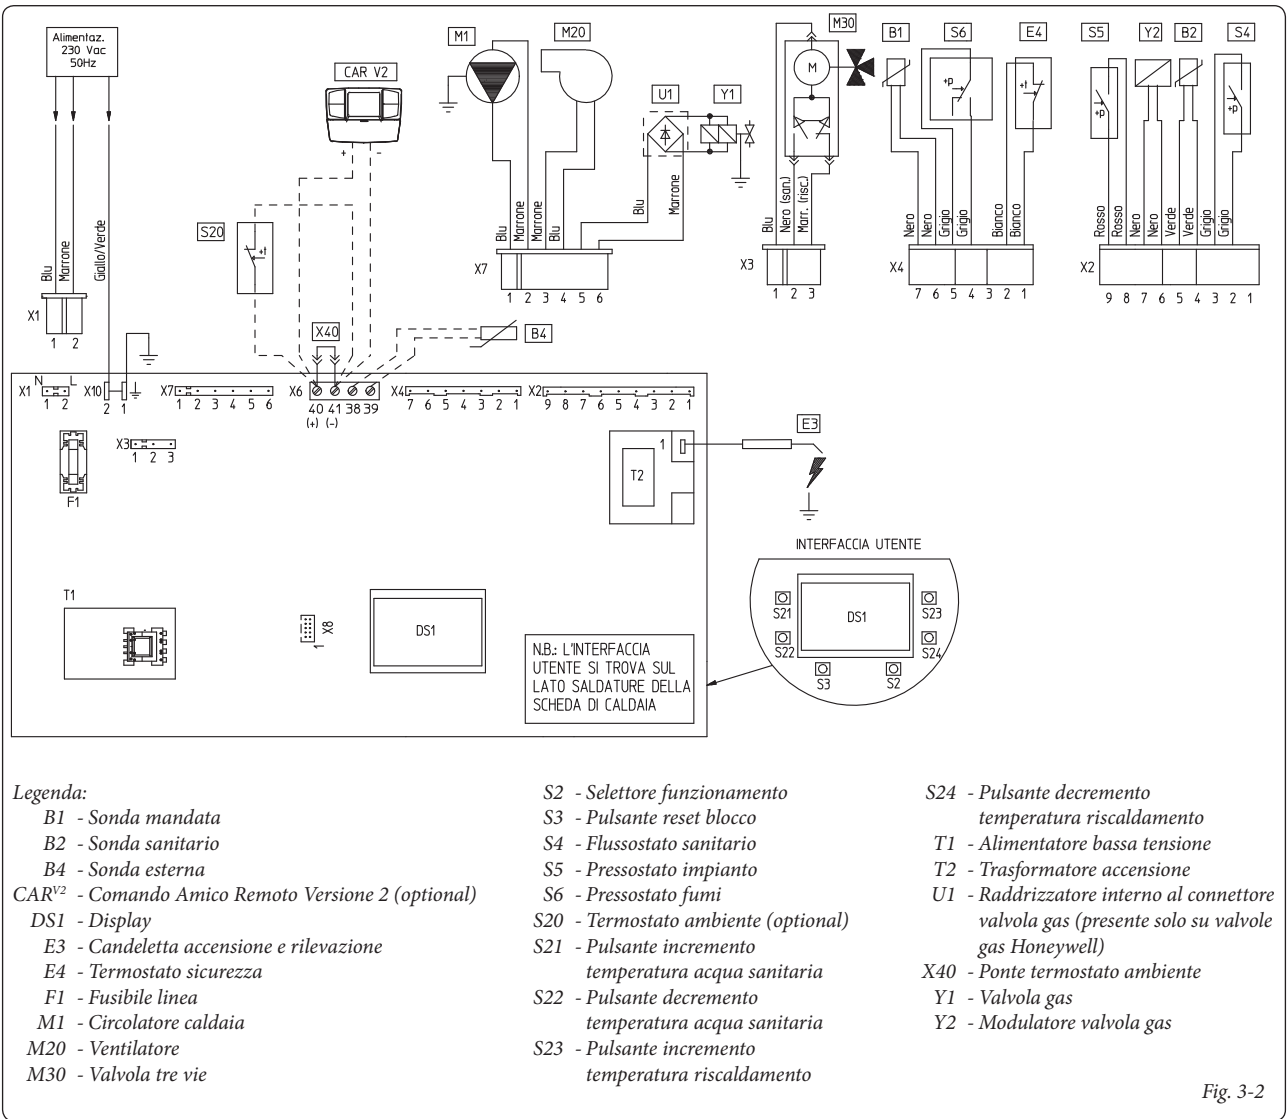 Alimentaz.
230 Vac
50Hz
CAR V2
+ -
M1
M20
U1
Y1
M30
M
B1
S6
+p
E4
+t
S5
+p
Y2
B2
S4
+p
S20
+t
Blu
Marrone
Giallo/Verde
X1
1 2
Blu
Marrone
Marrone
Blu
Blu
Marrone
X7
1 2 3 4 5 6
Blu
Nero (san.)
Marr. (risc.)
X3
1 2 3
Nero
Nero
Grigio
Grigio
Bianco
Bianco
X4
7 6 5 4 3 2 1
Rosso
Rosso
Nero
Nero
Verde
Verde
Grigio
Grigio
X2
9 8 7 6 5 4 3 2 1
X40
B4
X1 N L
1 2
X10
2 1
X7
1 2 3 4 5 6
X6
40 41 38 39
(+) (-)
X4
7 6 5 4 3 2 1
X2
9 8 7 6 5 4 3 2 1
F1
X3
1 2 3
T2
1
E3
T1
X8
1
DS1
INTERFACCIA UTENTE
S21
S22
S3
DS1
S2
S23
S24
N.B.: L'INTERFACCIA
UTENTE SI TROVA SUL
LATO SALDATURE DELLA
SCHEDA DI CALDAIA
Legenda:
B1 - Sonda mandata
B2 - Sonda sanitario
B4 - Sonda esterna
CARV2 - Comando Amico Remoto Versione 2 (optional)
DS1 - Display
E3 - Candeletta accensione e rilevazione
E4 - Termostato sicurezza
F1 - Fusibile linea
M1 - Circolatore caldaia
M20 - Ventilatore
M30 - Valvola tre vie
S2 - Selettore funzionamento
S3 - Pulsante reset blocco
S4 - Flussostato sanitario
S5 - Pressostato impianto
S6 - Pressostato fumi
S20 - Termostato ambiente (optional)
S21 - Pulsante incremento
temperatura acqua sanitaria
S22 - Pulsante decremento
temperatura acqua sanitaria
S23 - Pulsante incremento
temperatura riscaldamento
S24 - Pulsante decremento
temperatura riscaldamento
T1 - Alimentatore bassa tensione
T2 - Trasformatore accensione
U1 - Raddrizzatore interno al connettore
valvola gas (presente solo su valvole
gas Honeywell)
X40 - Ponte termostato ambiente
Y1 - Valvola gas
Y2 - Modulatore valvola gas
Fig. 3-2